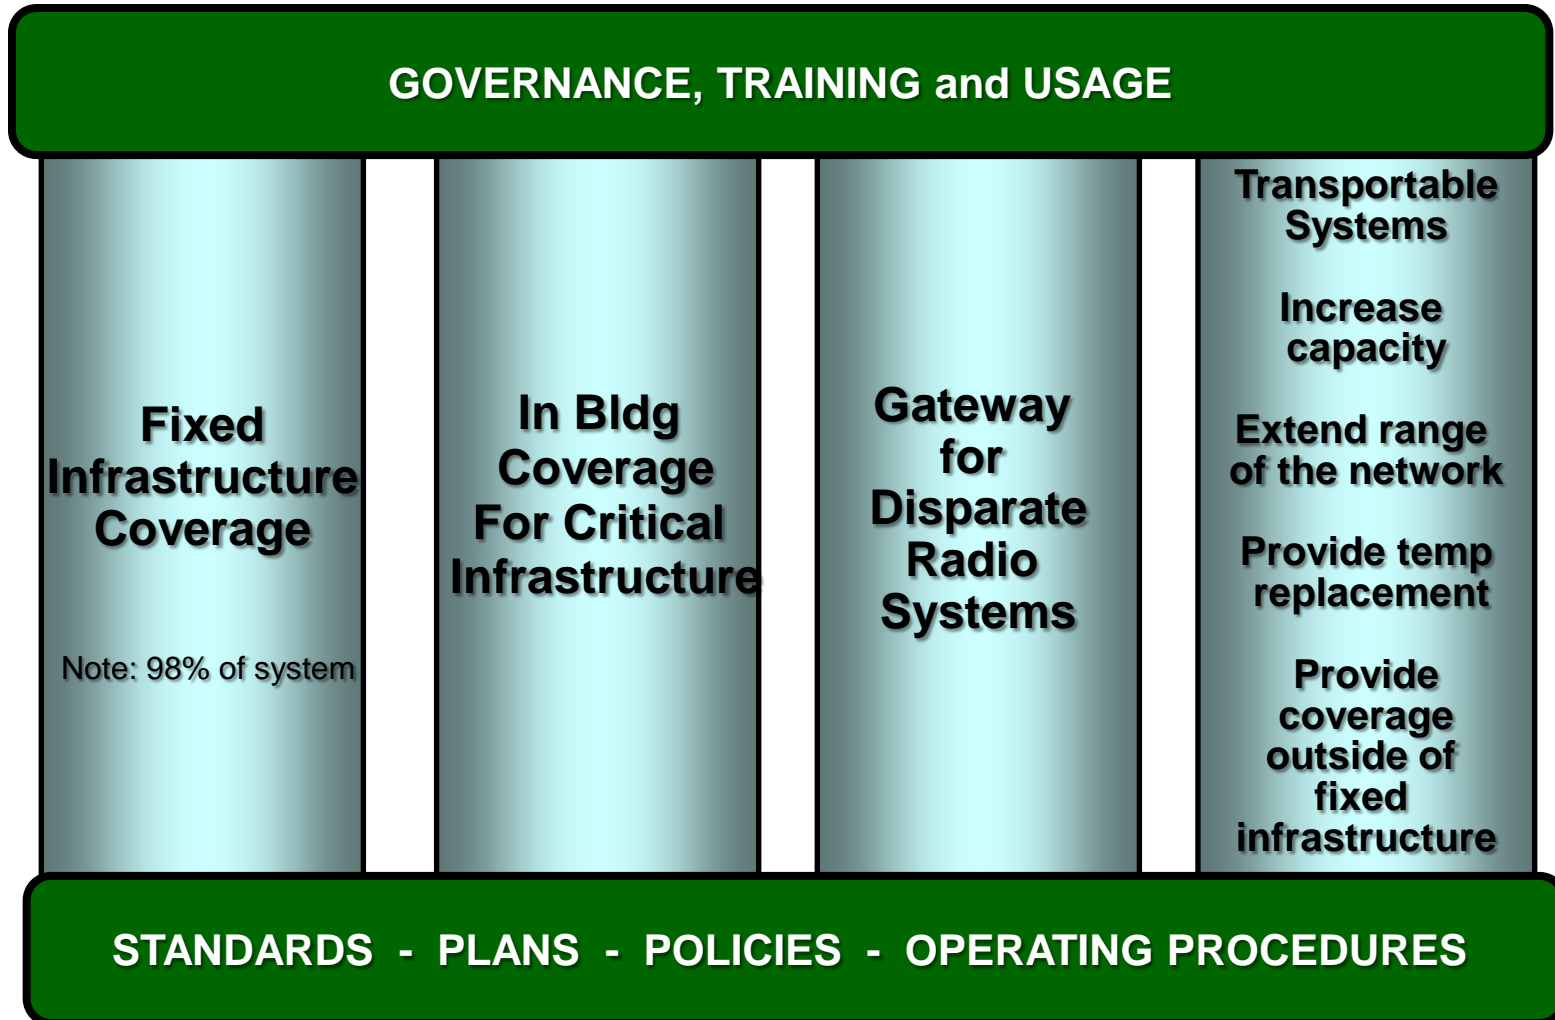 GOVERNANCE, TRAINING and USAGE
Fixed
Infrastructure
Coverage
Note: 98% of system
In Bldg
Coverage
For Critical
Infrastructure
Gateway
for
Disparate
Radio
Systems
Transportable
Systems
Increase
capacity
Extend range
of the network
Provide temp
replacement
Provide
coverage
outside of
fixed
infrastructure
STANDARDS - PLANS - POLICIES - OPERATING PROCEDURES